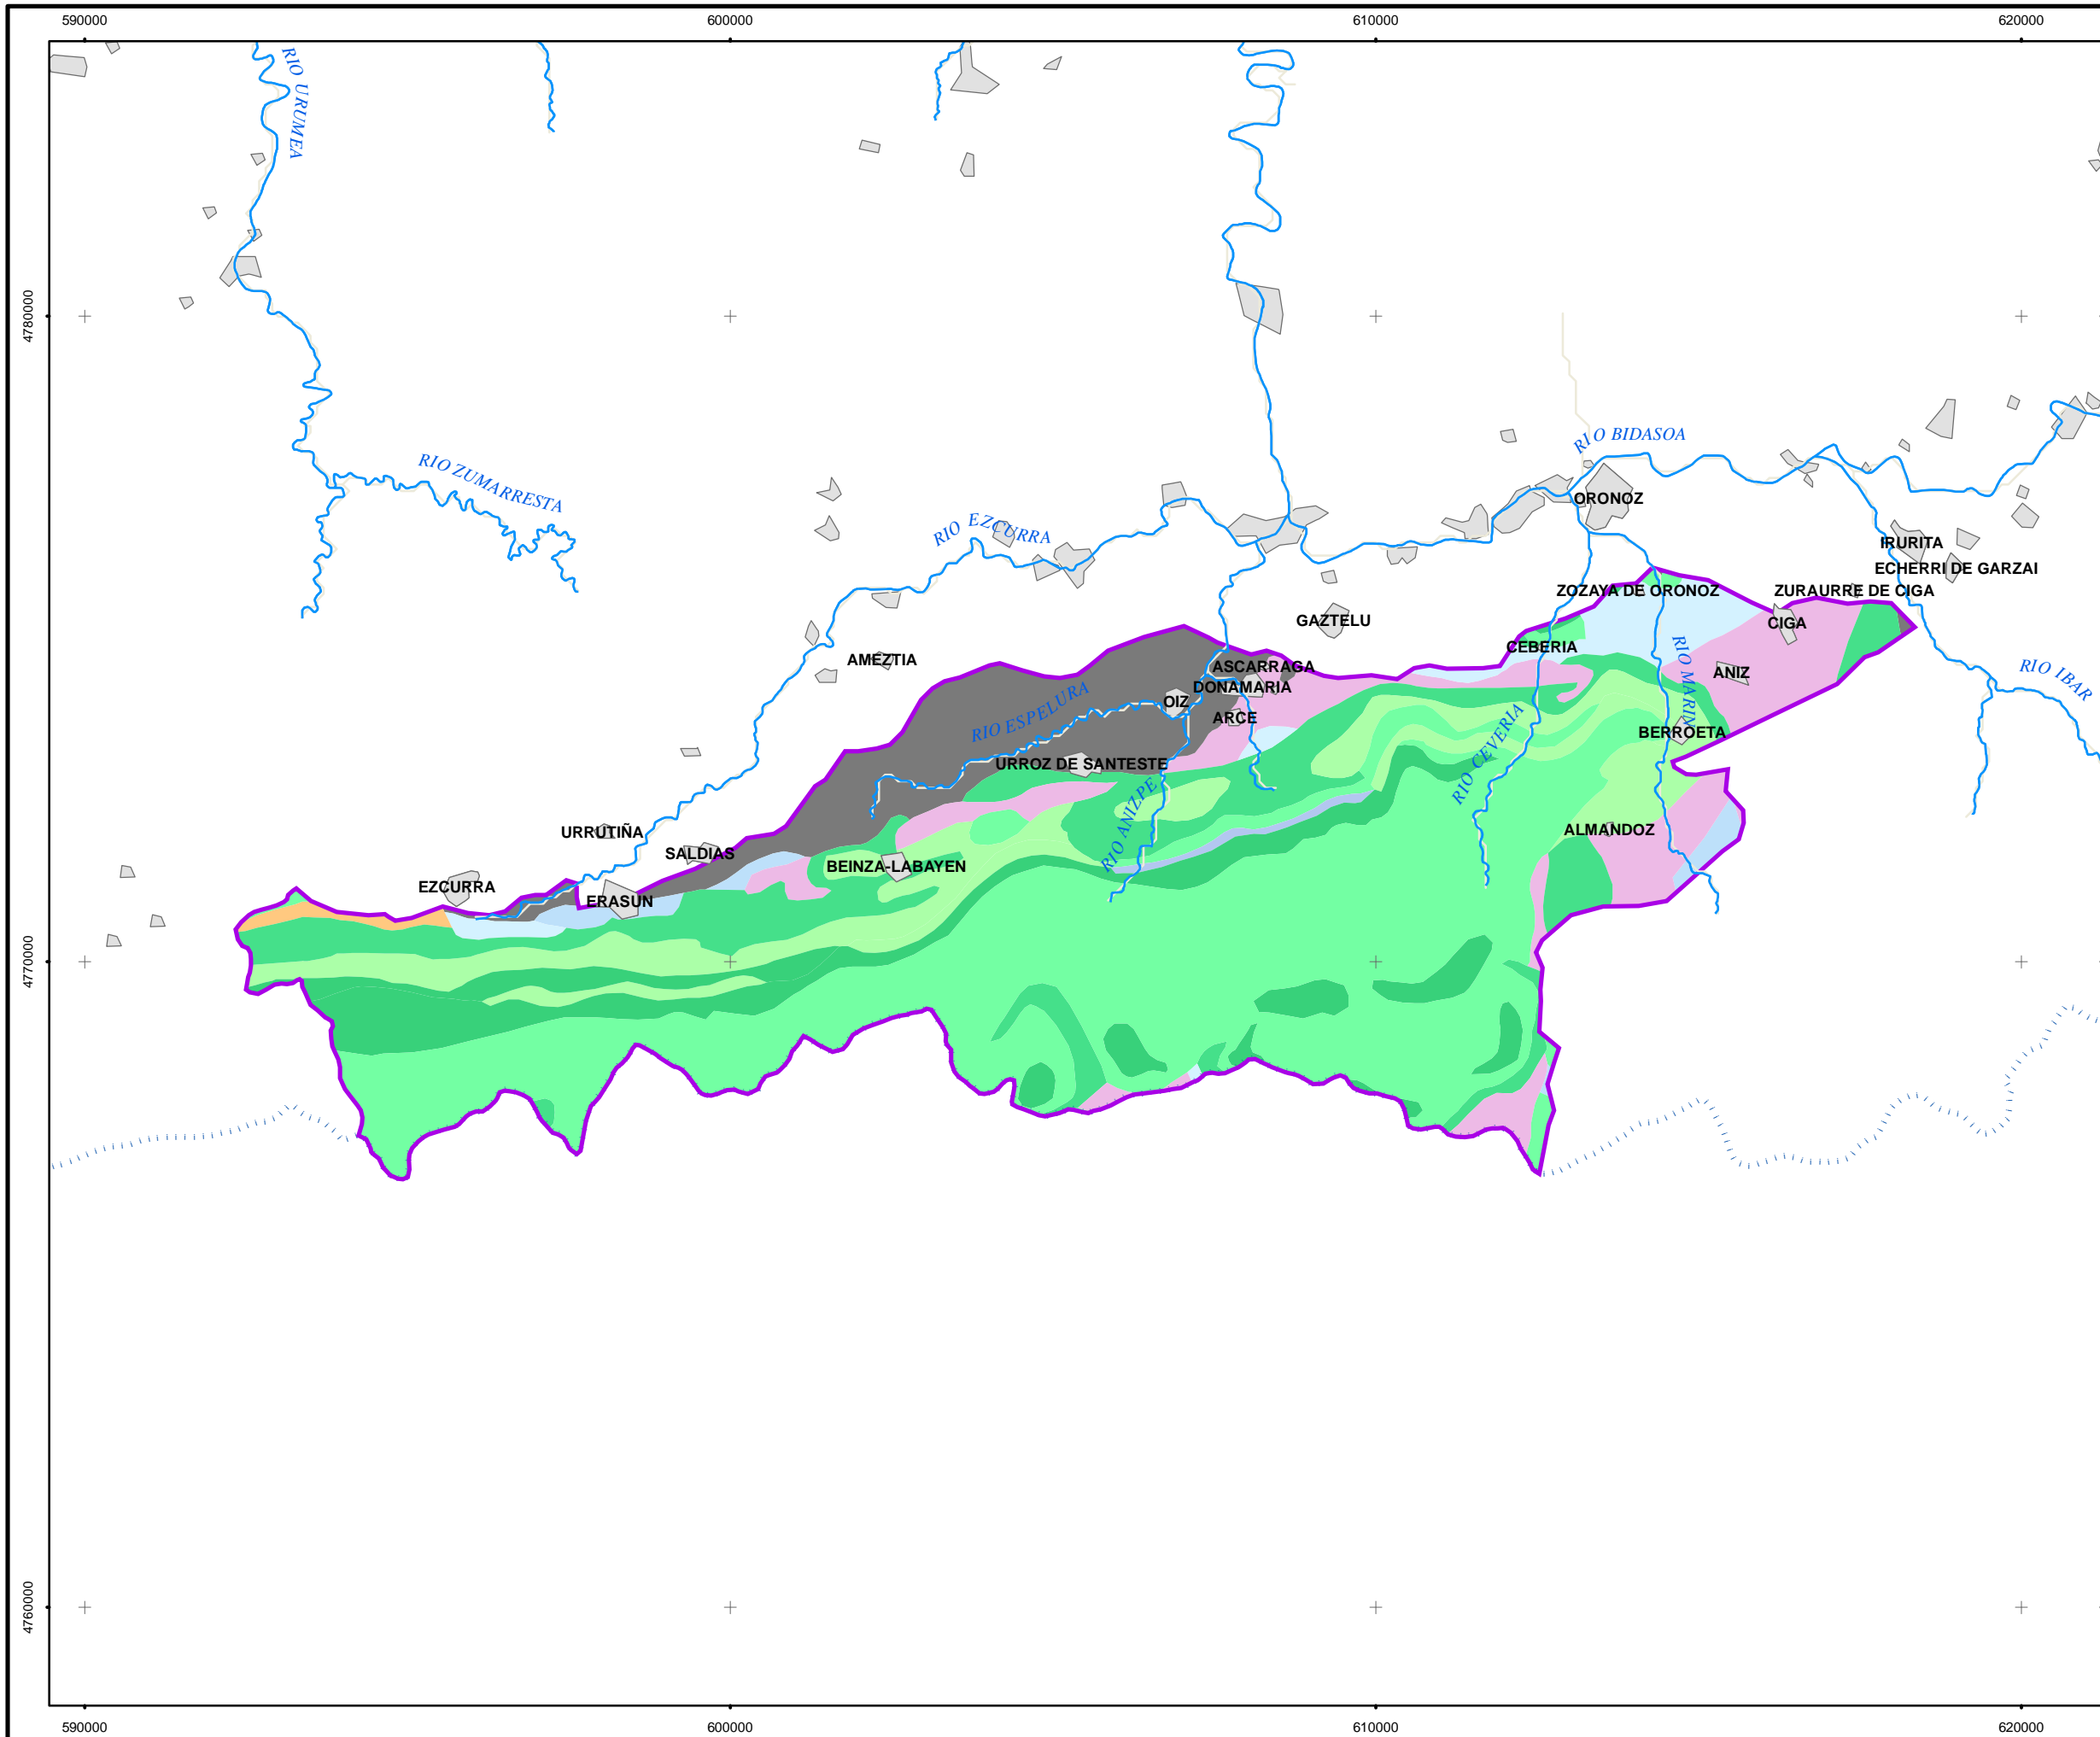 590000
600000
610000
620000
RIO URUMEA
4780000
RIO BIDASOA
RIO ZUMARRESTA
ORONOZ
RIO EZCURRA
IRURITA
ECHERRI DE GARZAI
ZOZAYA DE ORONOZ
ZURAURRE DE CIGA
GAZTELU
CIGA
CEBERIA
AMEZTIA
ASCARRAGA
RIO MARIN
ANIZ
RIO IBAR
DONAMARIA
OIZ
RIO ESPELURA
ARCE
BERROETA
RIO CEVERIA
URROZ DE SANTESTE
RIO ANIZPE
URRUTIÑA
ALMANDOZ
SALDIAS
BEINZA-LABAYEN
EZCURRA
ERASUN
4770000
4760000
590000
600000
610000
620000